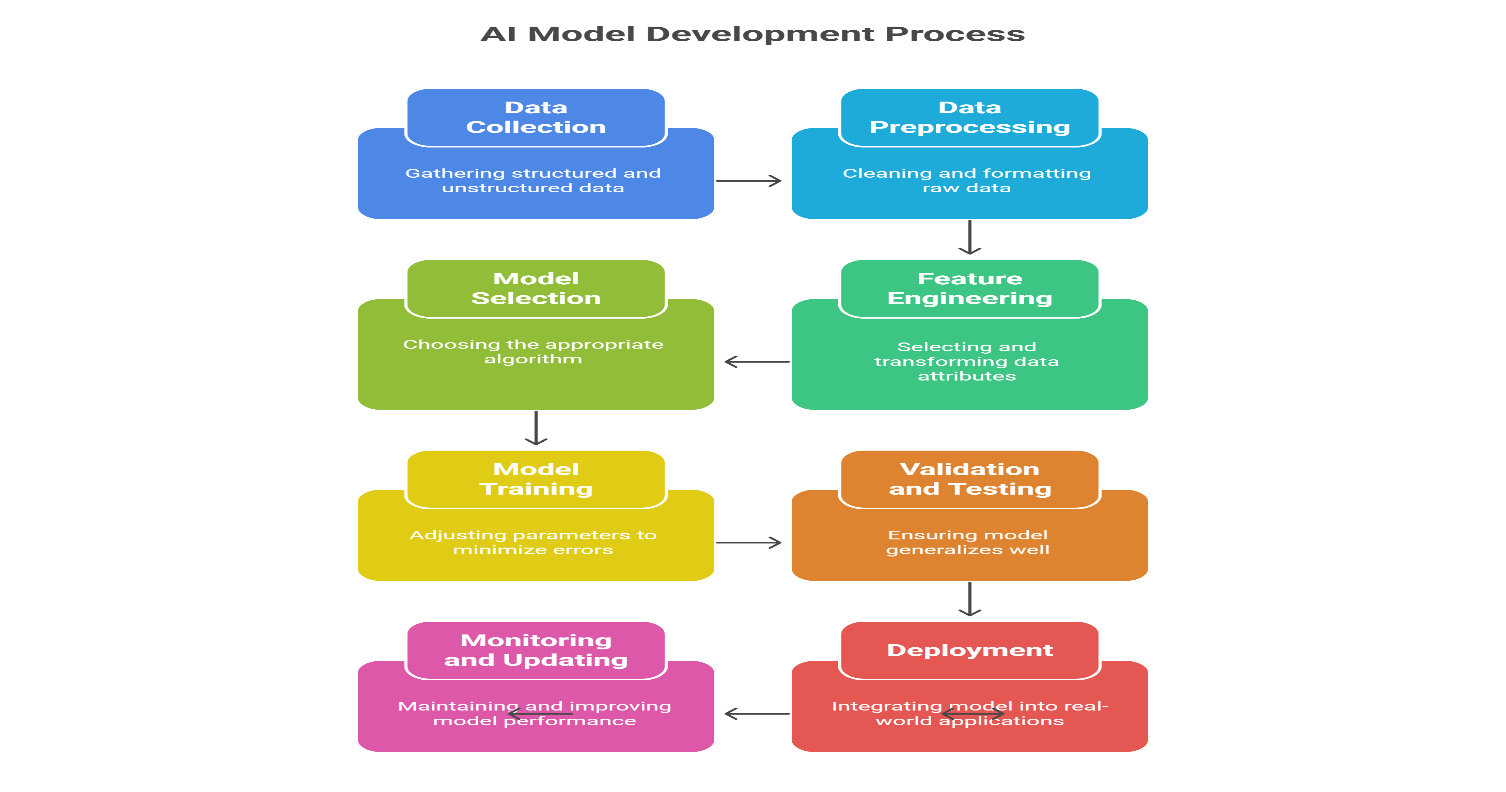 AI Model Development Process
Data
Collection
Gathering structured and
unstructured data
Data
Preprocessing
Cleaning and formatting
raw data
Feature
Engineering
Selecting and
transforming data
attributes
Model
Selection
Choosing the appropriate
algorithm
Model
Training
Adjusting parameters to
minimize errors
Validation
and Testing
Ensuring model
generalizes well
Deployment
Integrating model into real-
world applications
Monitoring
and Updating
Maintaining and improving
model performance